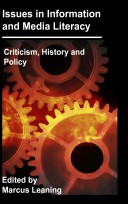 Issues in Information
and Media Literacy
Criticism, History and
Policy
Edited by
Marcus Leaning